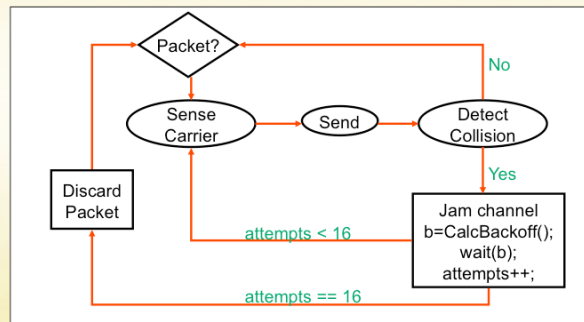 Packet?
No
Sense
Carrier
Send
Detect
Collision
Yes
Discard
Packet
Jam channel
b=CalcBackoff();
wait(b);
attempts++;
attempts < 16
attempts == 16